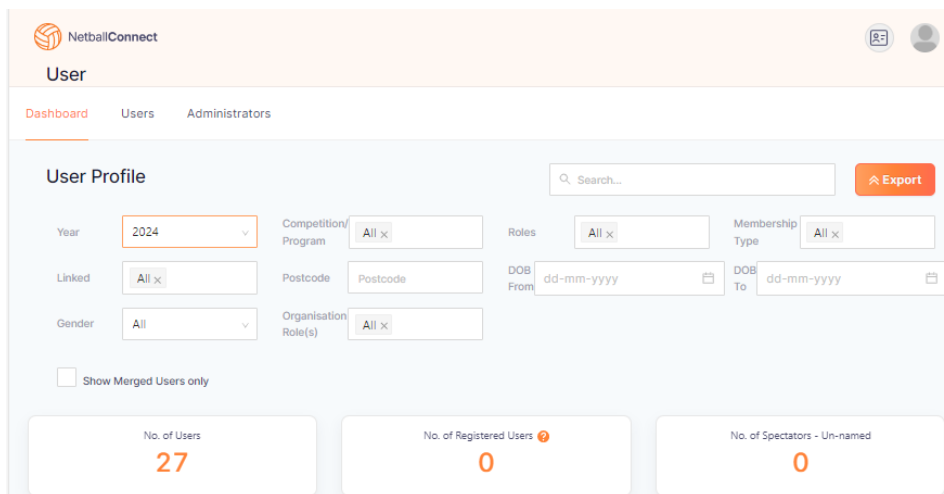 NetballConnect
User
Dashboard Users Administrators
User Profile
Search...
Export
Year 2024
Competition/
Program
All ×
Roles All ×
Membership
Type
All ×
Linked All ×
Postcode Postcode
DOB
From
dd-mm-yyyy
DOB
To
dd-mm-yyyy
Gender All
Organisation
Role(s)
All ×
Show Merged Users only
No. of Users
27
No. of Registered Users ?
0
No. of Spectators - Un-named
0